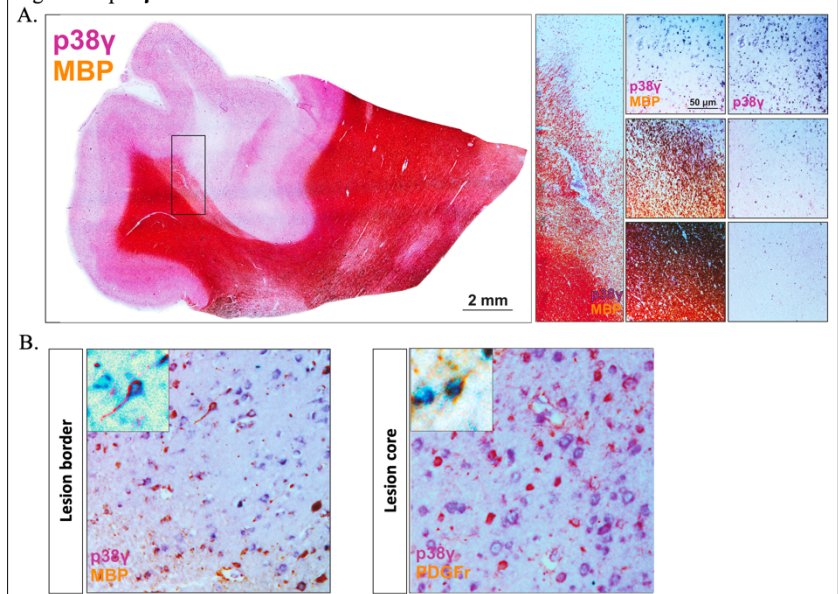 A.
p38γ
MBP
2 mm
p38γ
MBP
p38γ
MBP
50 µm
p38γ
B.
Lesion border
p38γ
MBP
Lesion core
p38γ
PDGFr